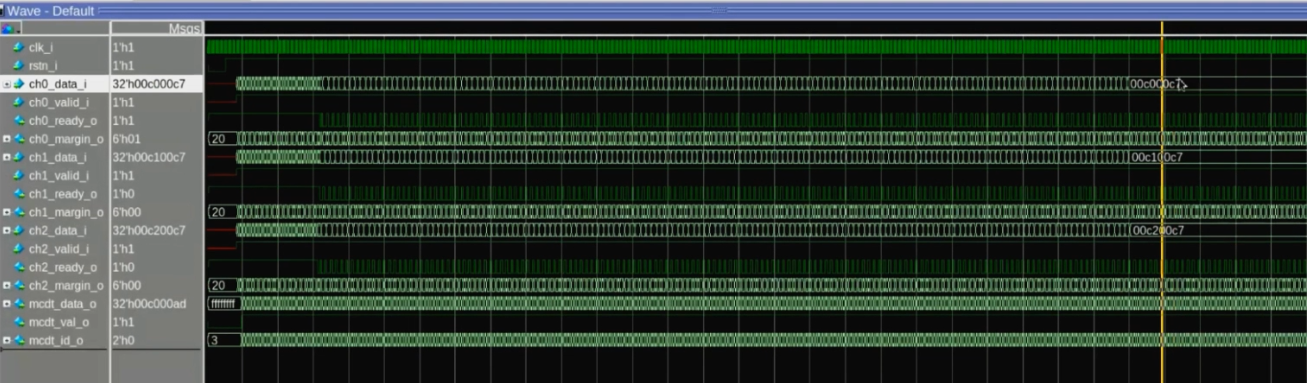 Wave - Default
Msgs
clk_i 1'h1
rstn_i 1'h1
ch0_data_i 32'h00c000c7 00c000c7
ch0_valid_i 1'h1
ch0_ready_o 1'h1
ch0_margin_o 6'h01 20
ch1_data_i 32'h00c100c7 00c100c7
ch1_valid_i 1'h1
ch1_ready_o 1'h0
ch1_margin_o 6'h00 20
ch2_data_i 32'h00c200c7 00c200c7
ch2_valid_i 1'h1
ch2_ready_o 1'h0
ch2_margin_o 6'h00 20
mcdt_data_o 32'h00c000ad ffffffff
mcdt_val_o 1'h1
mcdt_id_o 2'h0 3